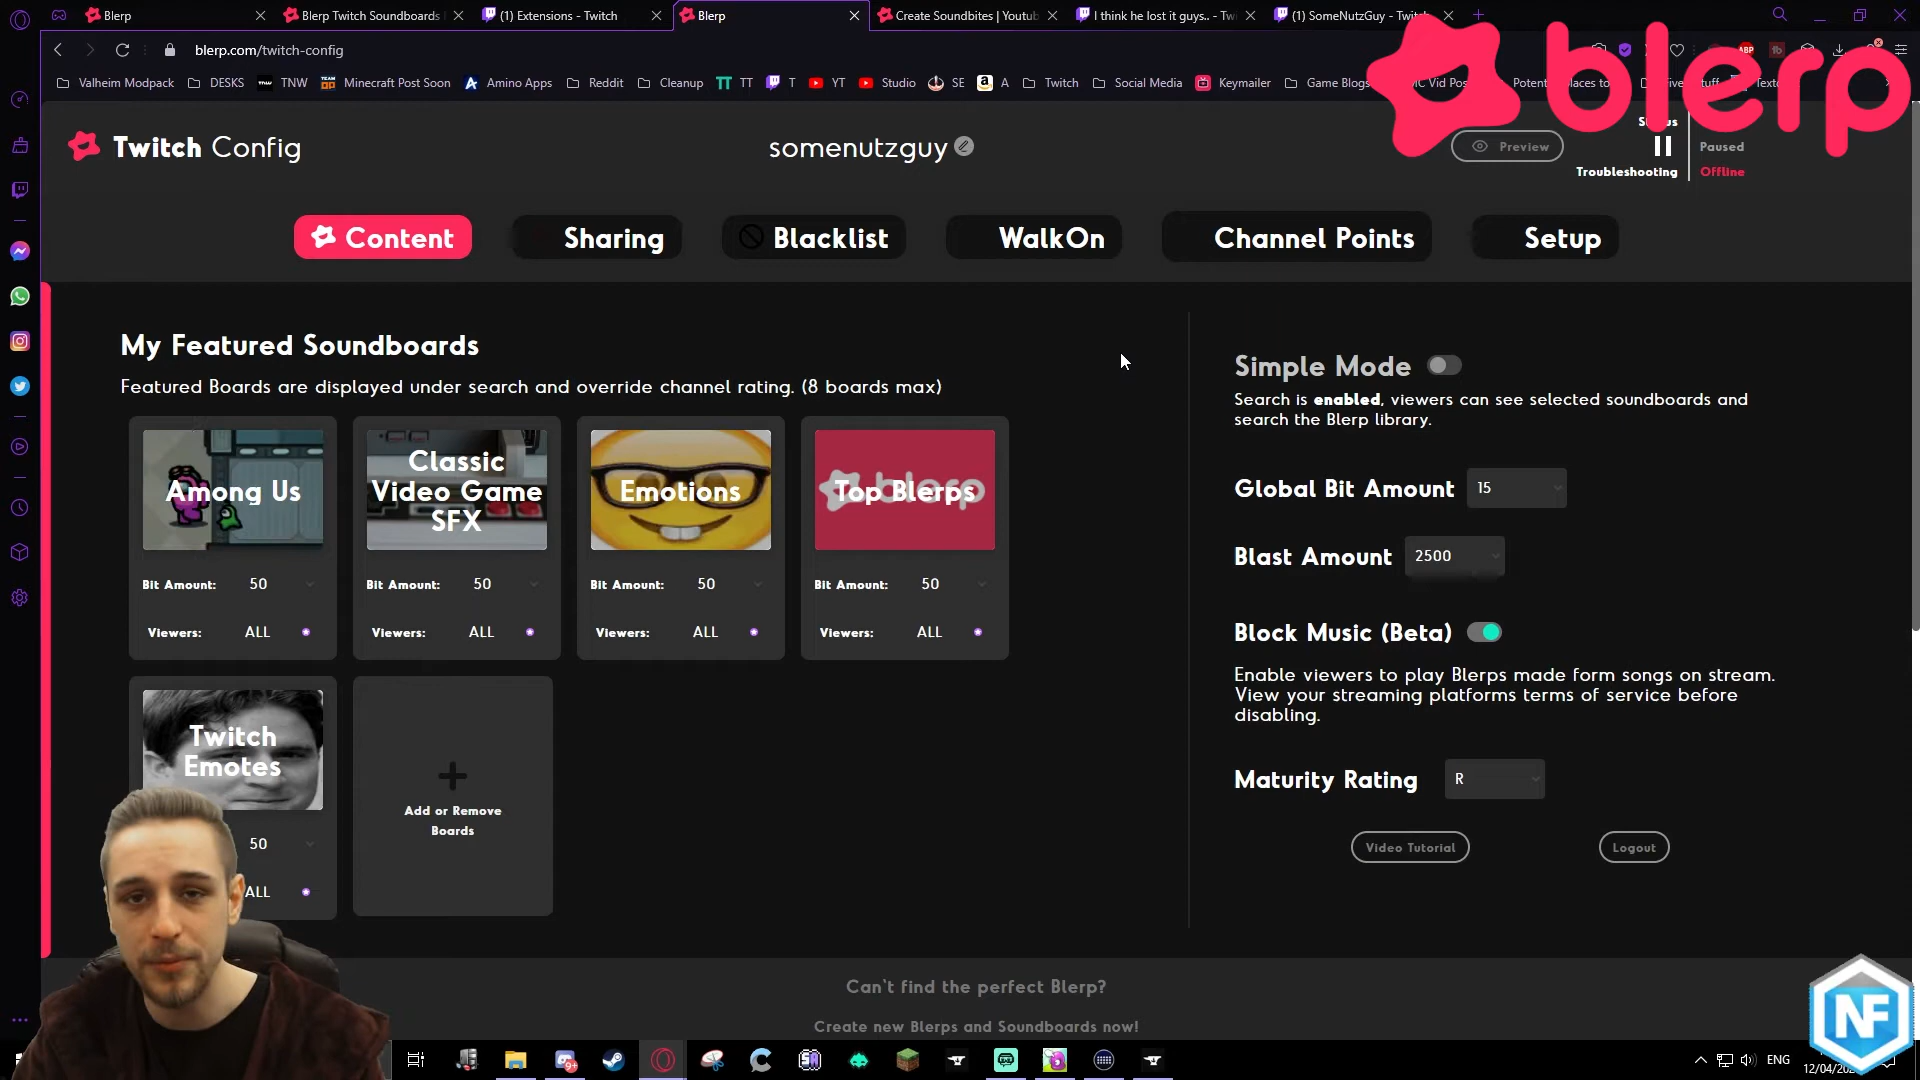 Blerp
Blerp Twitch Soundboards
(1) Extensions - Twitch
Blerp
Create Soundbites | Youtu
I think he lost it guys.. - Tw
(1) SomeNutzGuy - Twitch
blerp.com/twitch-config
Valheim Modpack
DESKS
TNW
Minecraft Post Soon
Amino Apps
Reddit
Cleanup
TT
T
YT
Studio
SE
A
Twitch
Social Media
Keymailer
Game Blogs
blerp
Twitch Config
somenutzguy
Preview
Paused
Troubleshooting
Offline
Content
Sharing
Blacklist
WalkOn
Channel Points
Setup
My Featured Soundboards
Featured Boards are displayed under search and override channel rating. (8 boards max)
Among Us
Classic
Video Game
SFX
Emotions
Top Blerps
Bit Amount: 50
Bit Amount: 50
Bit Amount: 50
Bit Amount: 50
Viewers: ALL
Viewers: ALL
Viewers: ALL
Viewers: ALL
Twitch
Emotes
50
ALL
Add or Remove
Boards
Simple Mode
Search is enabled, viewers can see selected soundboards and
search the Blerp library.
Global Bit Amount 15
Blast Amount 2500
Block Music (Beta)
Enable viewers to play Blerps made form songs on stream.
View your streaming platforms terms of service before
disabling.
Maturity Rating R
Video Tutorial
Logout
Can't find the perfect Blerp?
Create new Blerps and Soundboards now!
NF
ENG